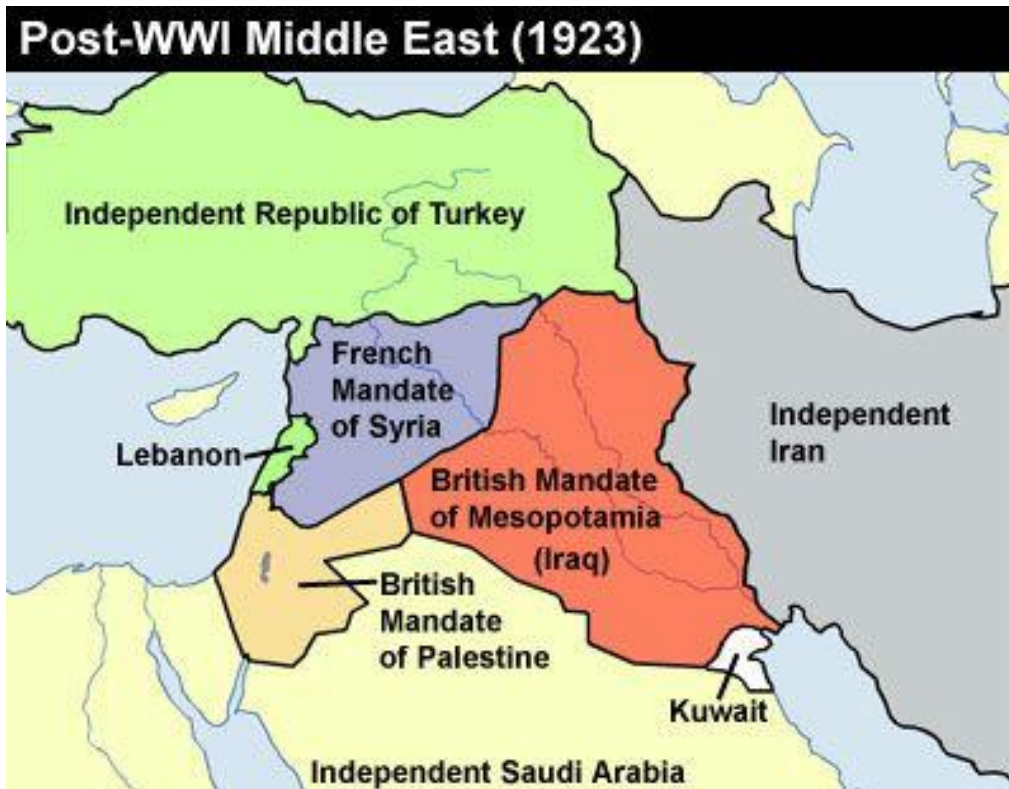 Post-WWI Middle East (1923)
Independent Republic of Turkey
French
Mandate
of Syria
Independent
Iran
Lebanon
British Mandate
of Mesopotamia
(Iraq)
British
Mandate
of Palestine
Kuwait
Independent Saudi Arabia